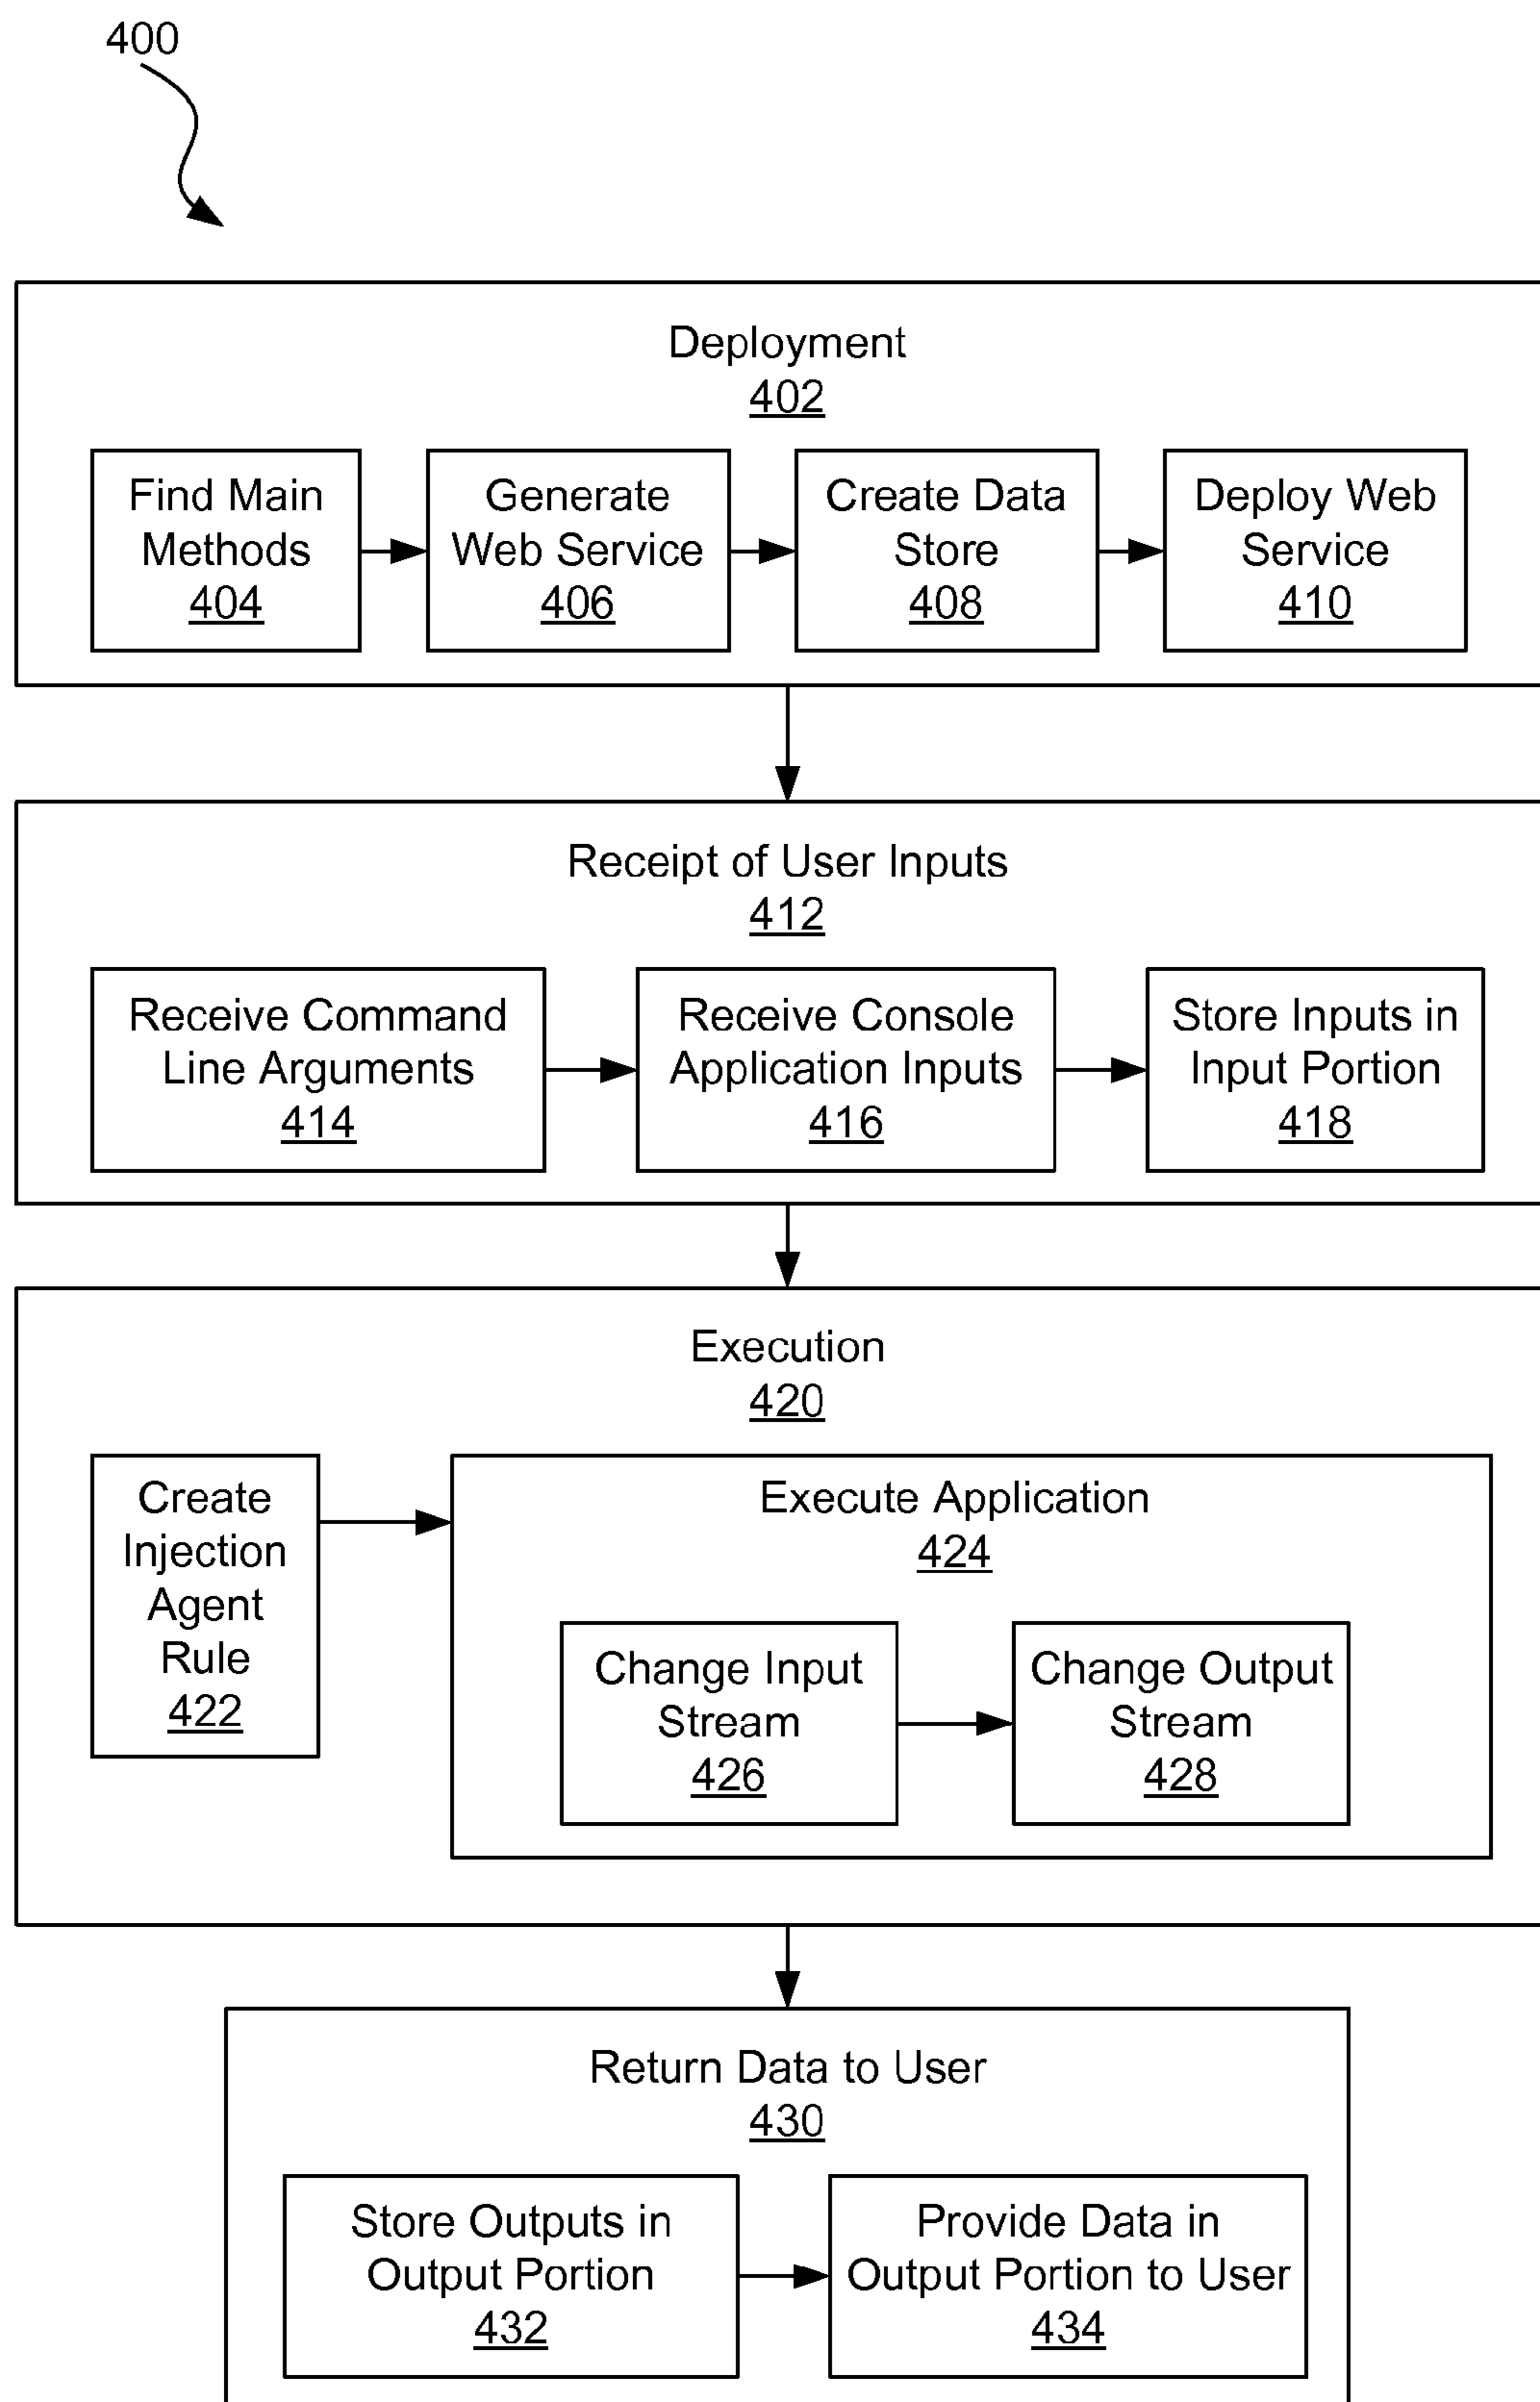 400
Deployment
402
Find Main
Methods
404
Generate
Web Service
406
Create Data
Store
408
Deploy Web
Service
410
Receipt of User Inputs
412
Receive Command
Line Arguments
414
Receive Console
Application Inputs
416
Store Inputs in
Input Portion
418
Execution
420
Create
Injection
Agent
Rule
422
Execute Application
424
Change Input
Stream
426
Change Output
Stream
428
Return Data to User
430
Store Outputs in
Output Portion
432
Provide Data in
Output Portion to User
434